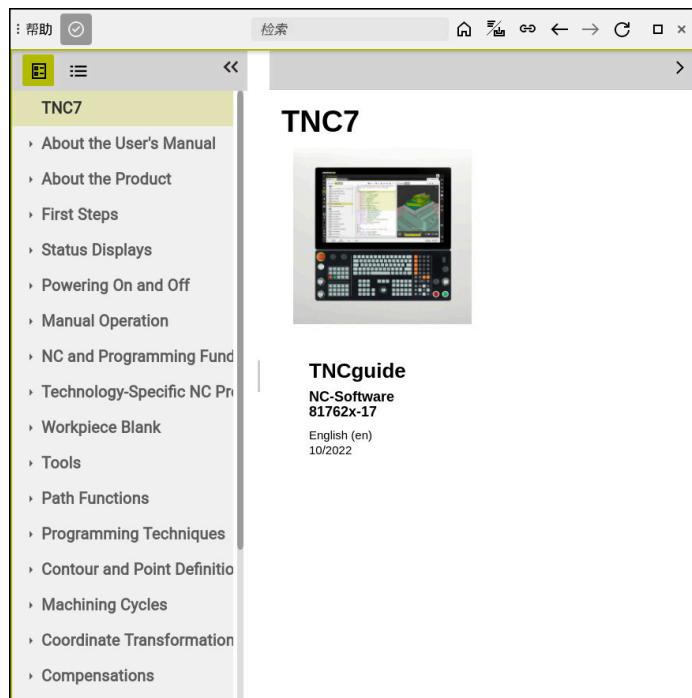 帮助
检索
TNC7
About the User's Manual
About the Product
First Steps
Status Displays
Powering On and Off
Manual Operation
NC and Programming Fund
Technology-Specific NC Pr
Workpiece Blank
Tools
Path Functions
Programming Techniques
Contour and Point Definitio
Machining Cycles
Coordinate Transformation
Compensations
TNC7
TNCguide
NC-Software
81762x-17
English (en)
10/2022